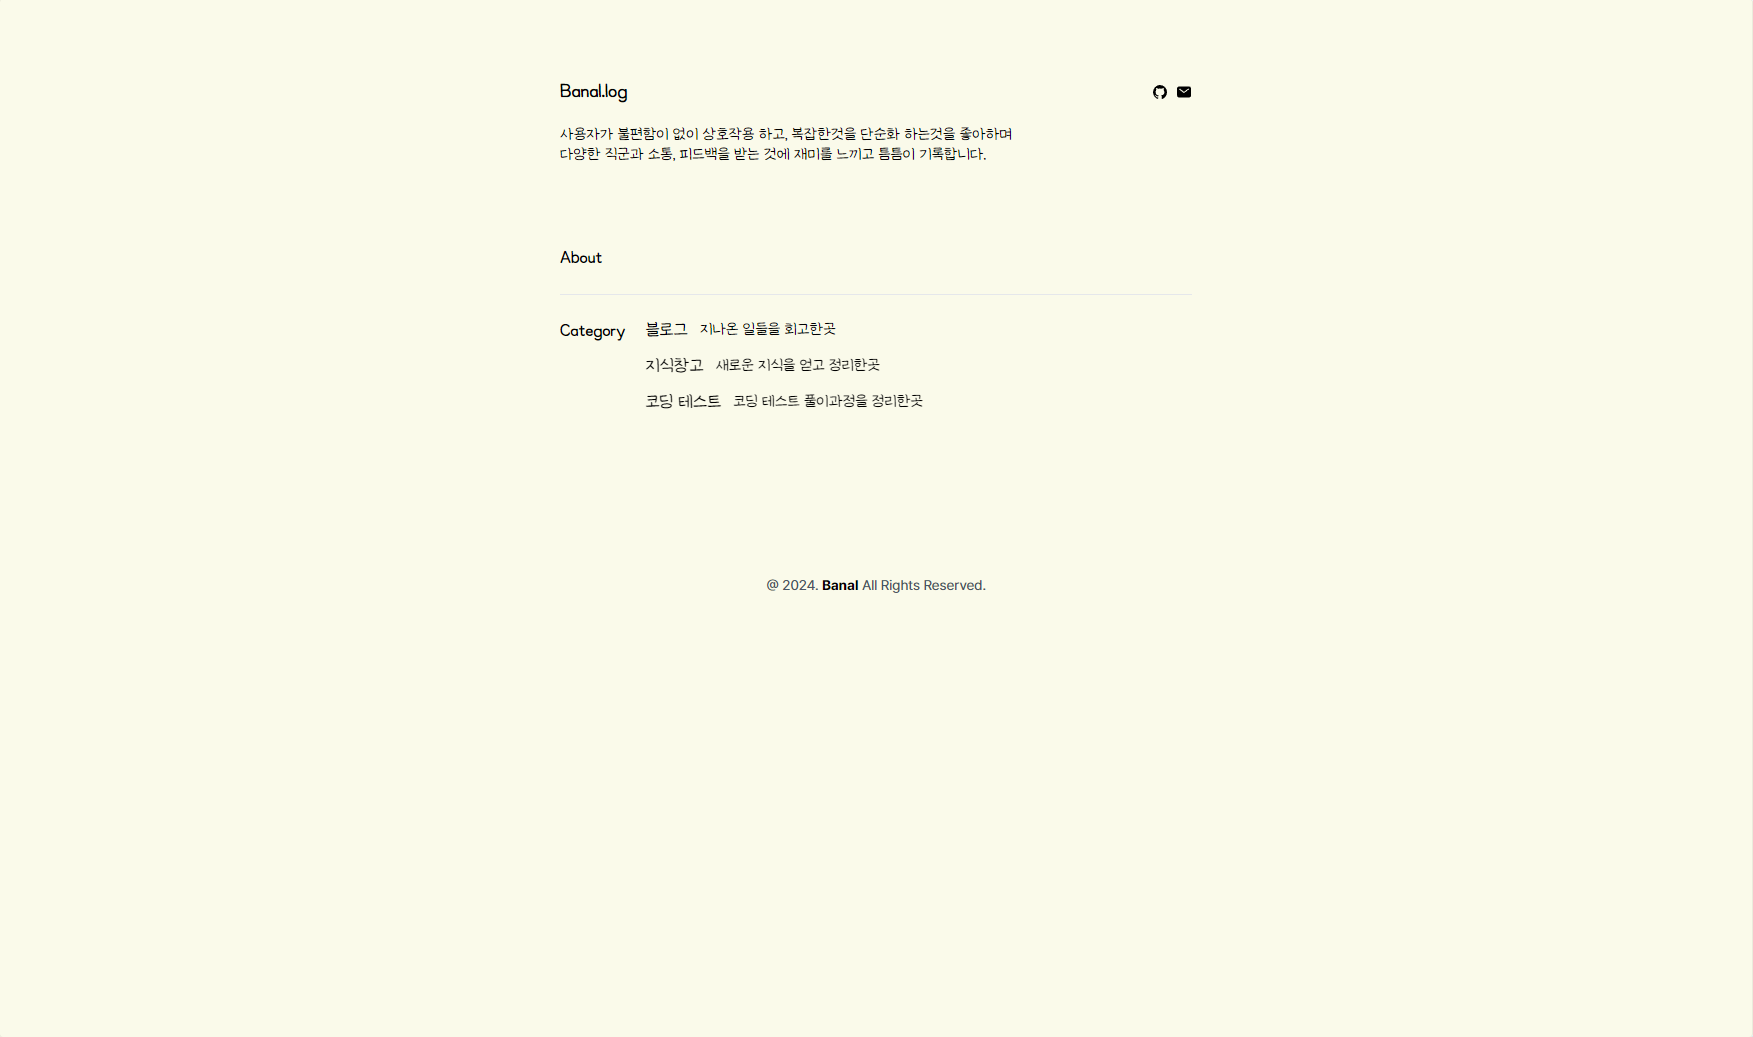 Banal.log
사용자가 불편함이 없이 상호작용 하고, 복잡한것을 단순화 하는것을 좋아하며
다양한 직군과 소통, 피드백을 받는 것에 재미를 느끼고 틈틈이 기록합니다.
About
Category 블로그 지나온 일들을 회고한곳
지식창고 새로운 지식을 얻고 정리한곳
코딩 테스트 코딩 테스트 풀이과정을 정리한곳
@ 2024. Banal All Rights Reserved.